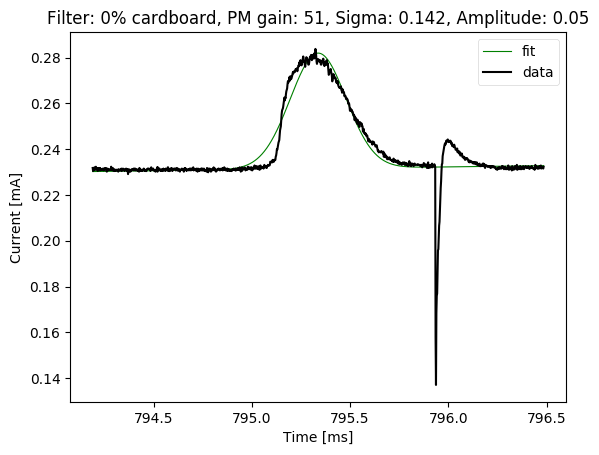 Filter: 0% cardboard, PM gain: 51, Sigma: 0.142, Amplitude: 0.05
fit
data
0.28
0.26
0.24
0.22
0.20
0.18
0.16
0.14
Current [mA]
794.5 795.0 795.5 796.0 796.5
Time [ms]